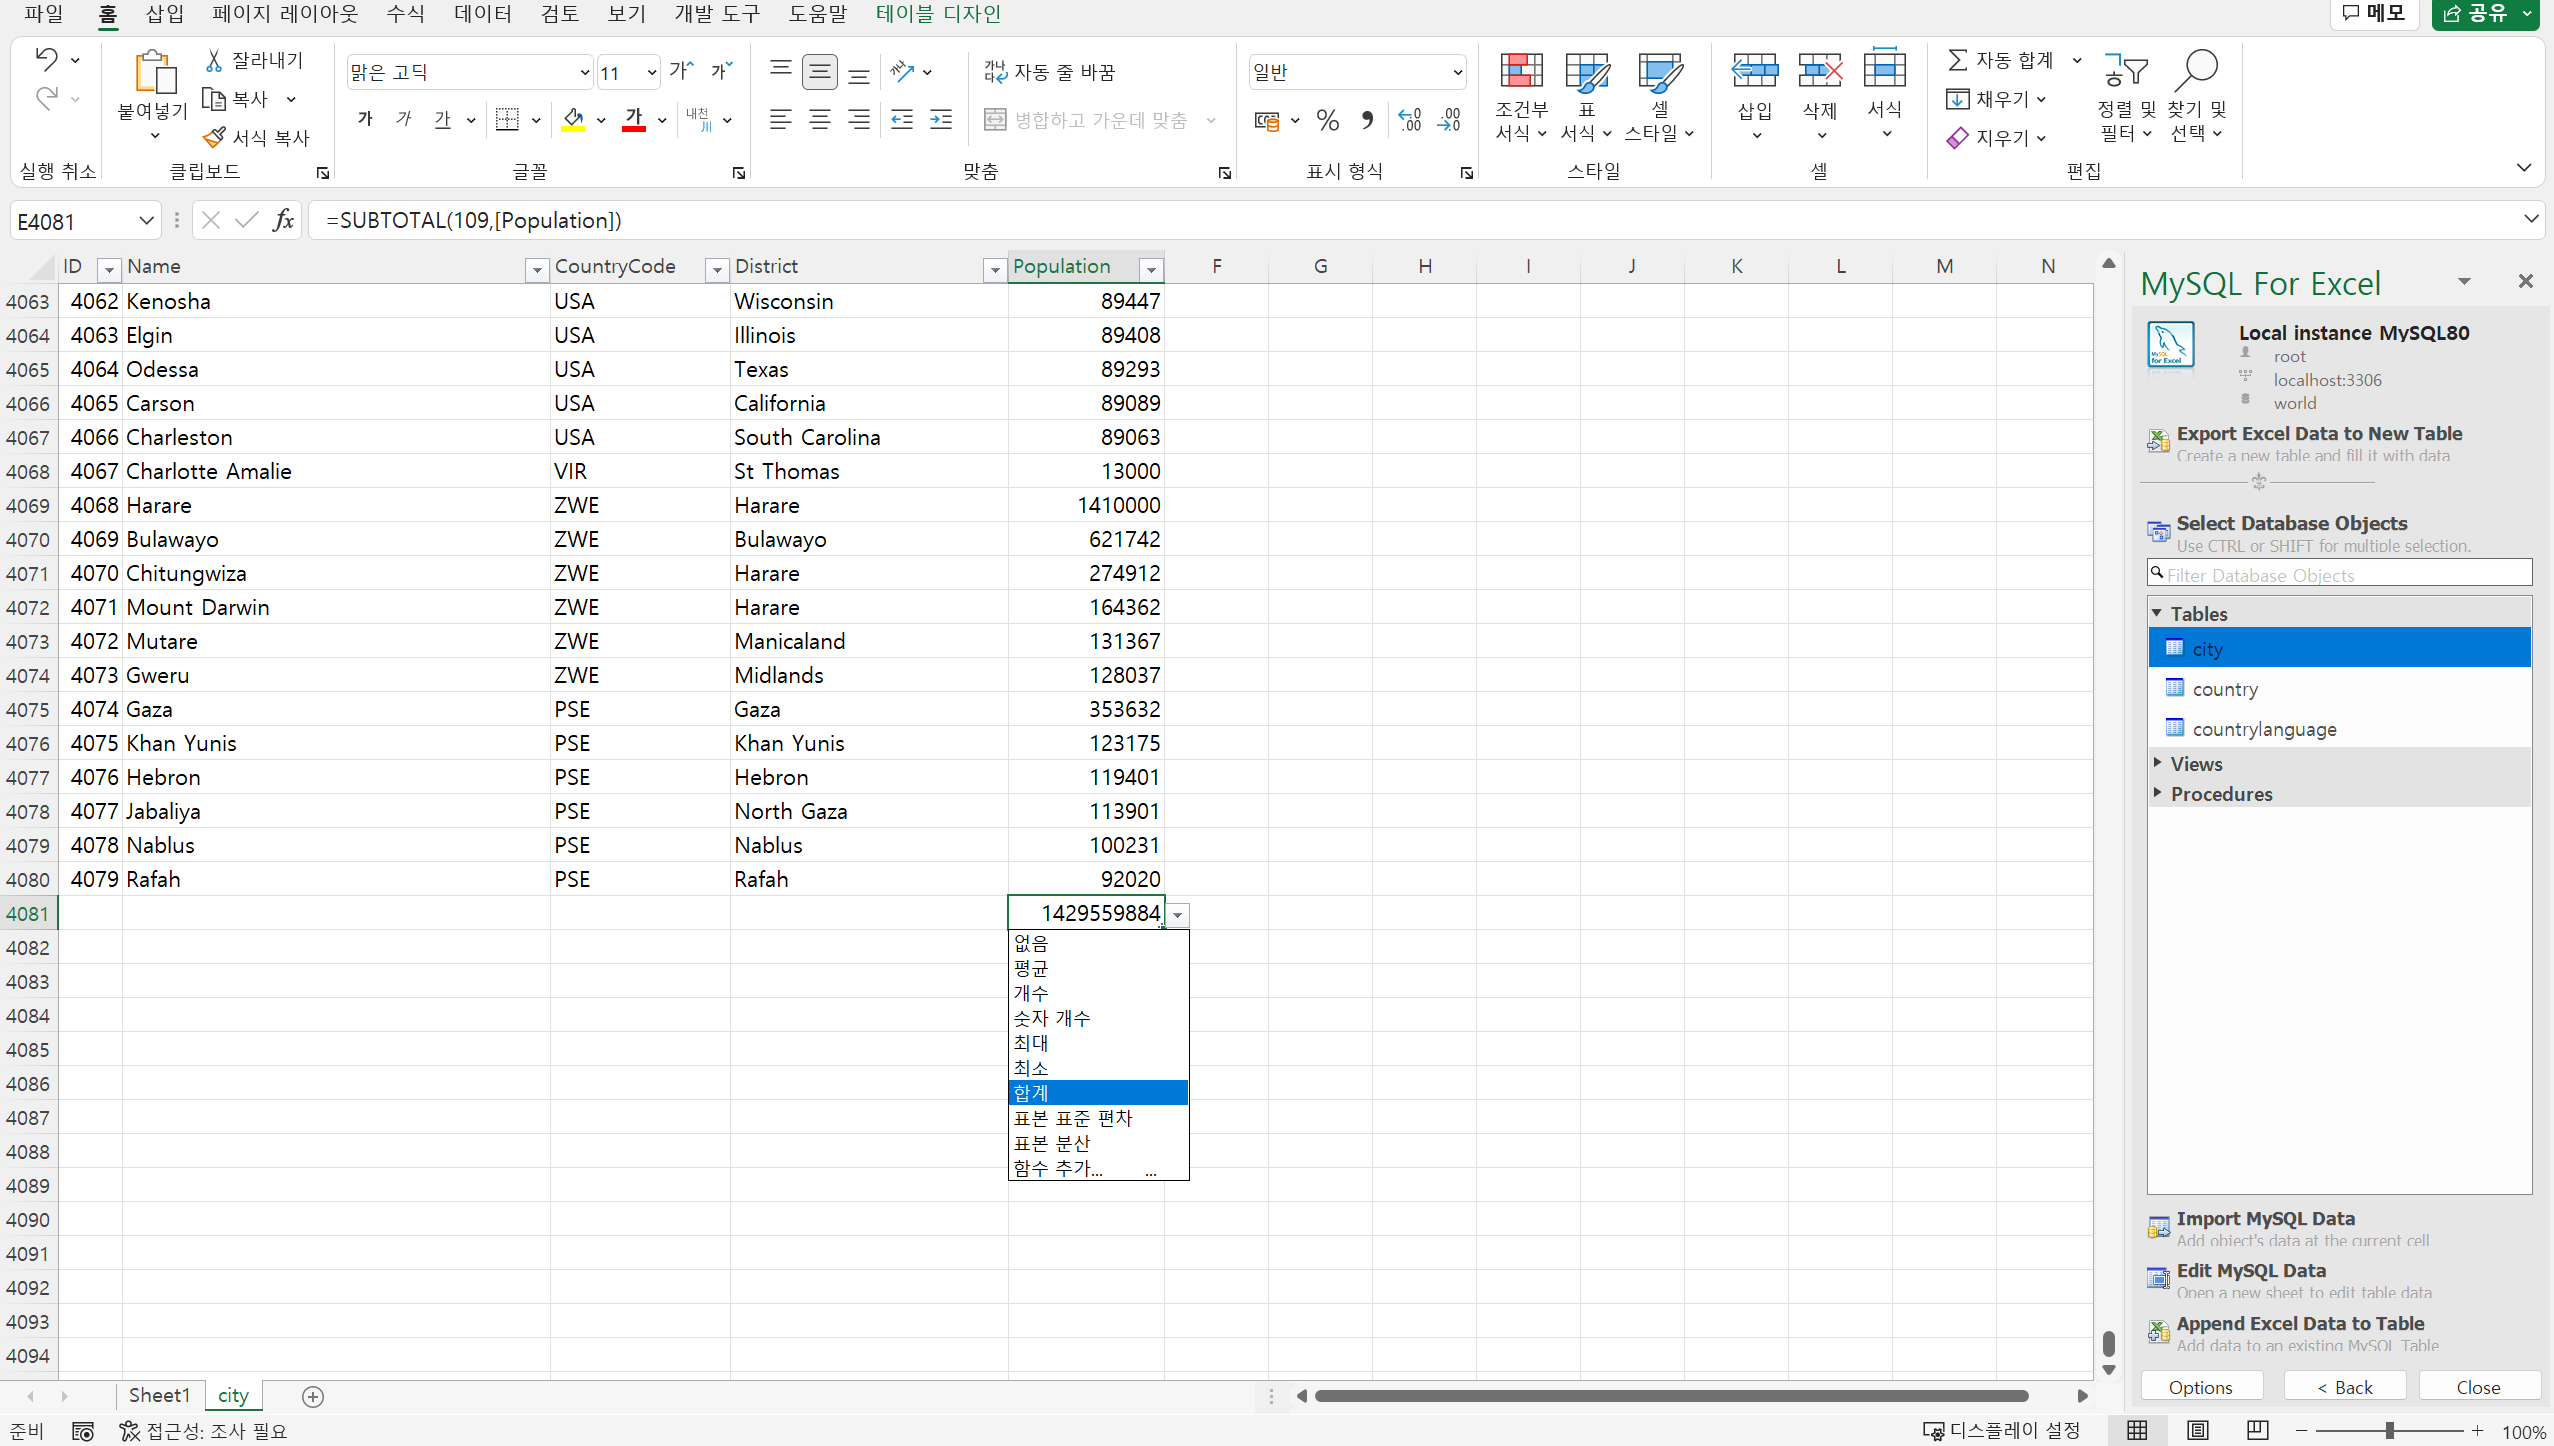 파일 홈 삽입 페이지 레이아웃 수식 데이터 검토 보기 개발 도구 도움말 테이블 디자인 메모 공유
잘라내기
복사
서식 복사
붙여넣기
실행 취소 클립보드
맑은 고딕 11 가 가
가 가 가 가 내천
글꼴
가나다 자동 줄 바꿈
병합하고 가운데 맞춤
맞춤
일반
% , .00 .00
표시 형식
조건부 서식 표 서식 셀 스타일
스타일
삽입 삭제 서식
셀
자동 합계
채우기
지우기
정렬 및 필터 찾기 및 선택
편집
E4081 fx =SUBTOTAL(109,[Population])
ID Name CountryCode District Population F G H I J K L M N
4063 4062 Kenosha USA Wisconsin 89447
4064 4063 Elgin USA Illinois 89408
4065 4064 Odessa USA Texas 89293
4066 4065 Carson USA California 89089
4067 4066 Charleston USA South Carolina 89063
4068 4067 Charlotte Amalie VIR St Thomas 13000
4069 4068 Harare ZWE Harare 1410000
4070 4069 Bulawayo ZWE Bulawayo 621742
4071 4070 Chitungwiza ZWE Harare 274912
4072 4071 Mount Darwin ZWE Harare 164362
4073 4072 Mutare ZWE Manicaland 131367
4074 4073 Gweru ZWE Midlands 128037
4075 4074 Gaza PSE Gaza 353632
4076 4075 Khan Yunis PSE Khan Yunis 123175
4077 4076 Hebron PSE Hebron 119401
4078 4077 Jabaliya PSE North Gaza 113901
4079 4078 Nablus PSE Nablus 100231
4080 4079 Rafah PSE Rafah 92020
4081 1429559884
4082
4083
4084
4085
4086
4087
4088
4089
4090
4091
4092
4093
4094
없음
평균
개수
숫자 개수
최대
최소
합계
표본 표준 편차
표본 분산
함수 추가... ...
MySQL For Excel
MySQL for Excel
Local instance MySQL80
root
localhost:3306
world
Export Excel Data to New Table
Create a new table and fill it with data
Select Database Objects
Use CTRL or SHIFT for multiple selection.
Filter Database Objects
Tables
city
country
countrylanguage
Views
Procedures
Import MySQL Data
Add object's data at the current cell
Edit MySQL Data
Open a new sheet to edit table data
Append Excel Data to Table
Add data to an existing MySQL Table
Options < Back Close
Sheet1 city
준비 접근성: 조사 필요 디스플레이 설정 100%